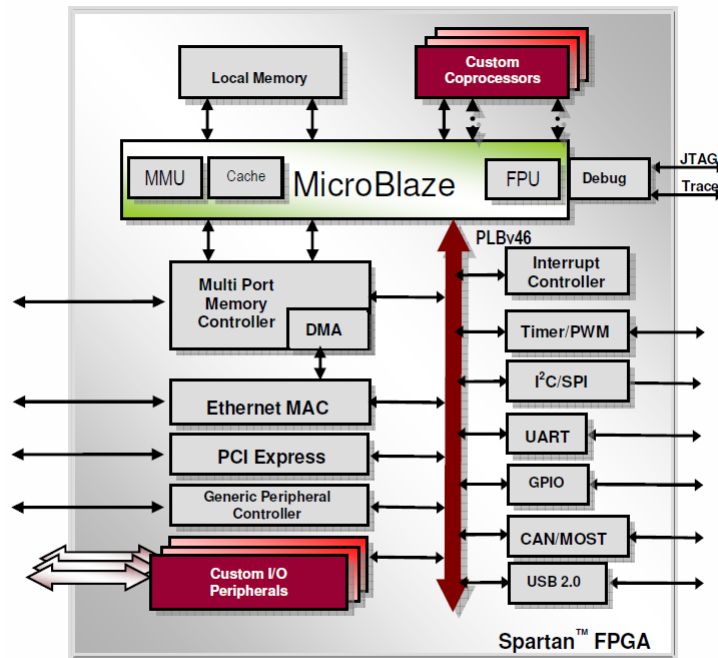 Local Memory
Custom
Coprocessors
MMU
Cache
MicroBlaze
FPU
Debug
JTAG
Trace
PLBv46
Multi Port
Memory
Controller
DMA
Interrupt
Controller
Timer/PWM
Ethernet MAC
I²C/SPI
PCI Express
UART
Generic Peripheral
Controller
GPIO
Custom I/O
Peripherals
CAN/MOST
USB 2.0
Spartan™ FPGA